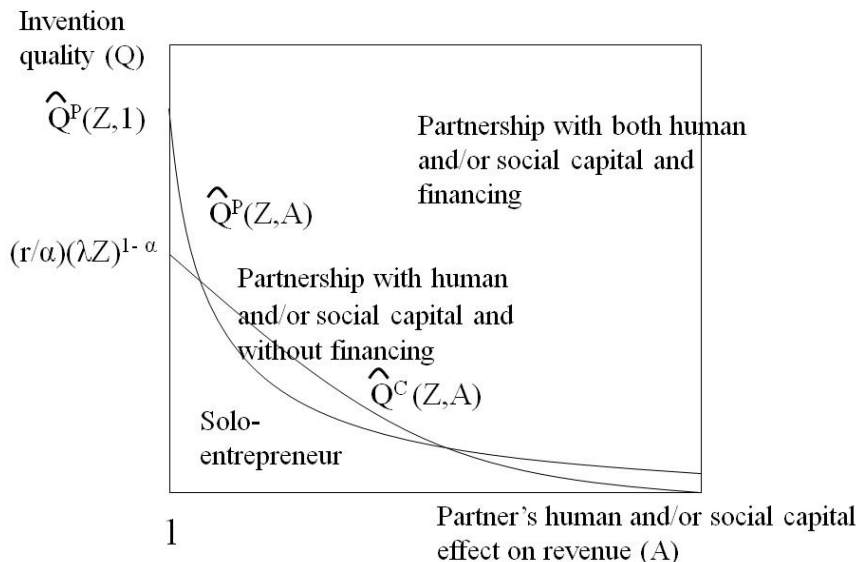 Invention
quality (Q)
Q̂ᴾ(Z,1)
Partnership with both human
and/or social capital and
financing
Q̂ᴾ(Z,A)
(r/α)(λZ)¹⁻ ᵅ
Partnership with human
and/or social capital and
without financing
Q̂ᶜ (Z,A)
Solo-
entrepreneur
1
Partner's human and/or social capital
effect on revenue (A)